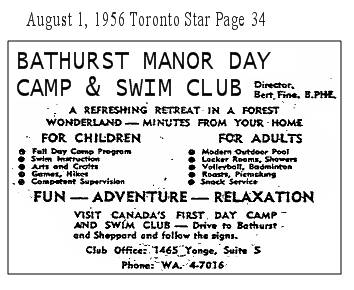 August 1, 1956 Toronto Star Page 34
BATHURST MANOR DAY
CAMP & SWIM CLUB Director, Bert Fine, B.PHE.
A REFRESHING RETREAT IN A FOREST
WONDERLAND — MINUTES FROM YOUR HOME
FOR CHILDREN
● Full Day Camp Program
● Swim Instruction
● Arts and Crafts
● Games, Hikes
● Competent Supervision
FOR ADULTS
● Modern Outdoor Pool
● Locker Rooms, Showers
● Volleyball, Badminton
● Roasts, Picnicking
● Snack Service
FUN — ADVENTURE — RELAXATION
VISIT CANADA'S FIRST DAY CAMP
AND SWIM CLUB — Drive to Bathurst
and Sheppard and follow the signs.
Club Office: 1465 Yonge, Suite 5
Phone: WA. 4-7036